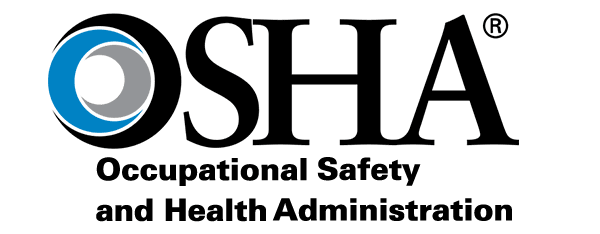 OSHA®
Occupational Safety
and Health Administration